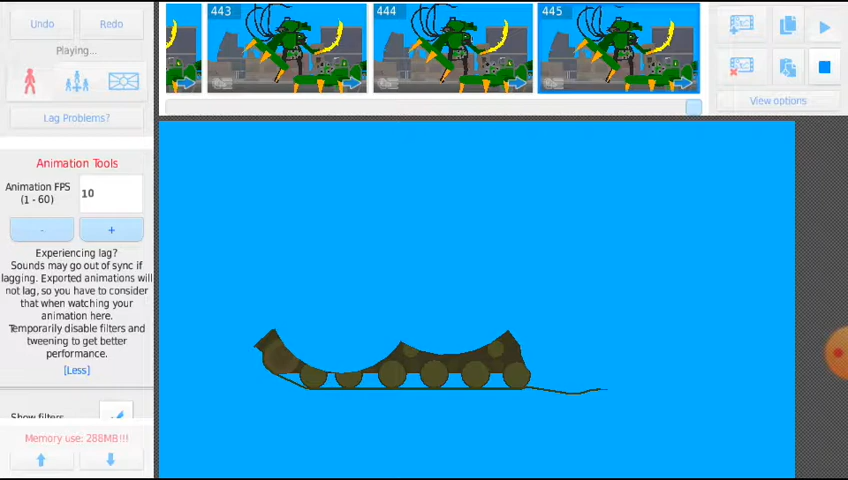 Undo
Redo
Playing...
Lag Problems?
Animation Tools
Animation FPS
(1 - 60)
10
-
+
Experiencing lag?
Sounds may go out of sync if
lagging. Exported animations will
not lag, so you have to consider
that when watching your
animation here.
Temporarily disable filters and
tweening to get better
performance.
[Less]
Show filters
Memory use: 288MB!!!
443
444
445
View options